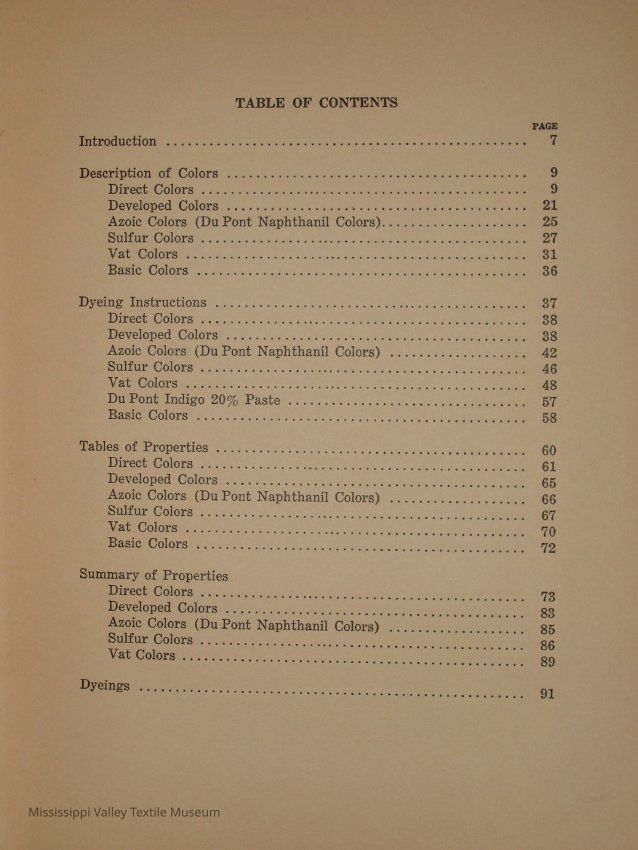 TABLE OF CONTENTS
PAGE
Introduction ................................................ 7
Description of Colors ........................................ 9
Direct Colors ........................................... 9
Developed Colors ........................................ 21
Azoic Colors (Du Pont Naphthanil Colors)................... 25
Sulfur Colors ........................................... 27
Vat Colors ............................................. 31
Basic Colors ............................................ 36
Dyeing Instructions ......................................... 37
Direct Colors ........................................... 38
Developed Colors ........................................ 38
Azoic Colors (Du Pont Naphthanil Colors) .................. 42
Sulfur Colors ........................................... 46
Vat Colors ............................................. 48
Du Pont Indigo 20% Paste ................................ 57
Basic Colors ............................................ 58
Tables of Properties ......................................... 60
Direct Colors ........................................... 61
Developed Colors ........................................ 65
Azoic Colors (Du Pont Naphthanil Colors) .................. 66
Sulfur Colors ........................................... 67
Vat Colors ............................................. 70
Basic Colors ............................................ 72
Summary of Properties
Direct Colors ........................................... 73
Developed Colors ........................................ 83
Azoic Colors (Du Pont Naphthanil Colors) .................. 85
Sulfur Colors ........................................... 86
Vat Colors ............................................. 89
Dyeings ................................................... 91
Mississippi Valley Textile Museum